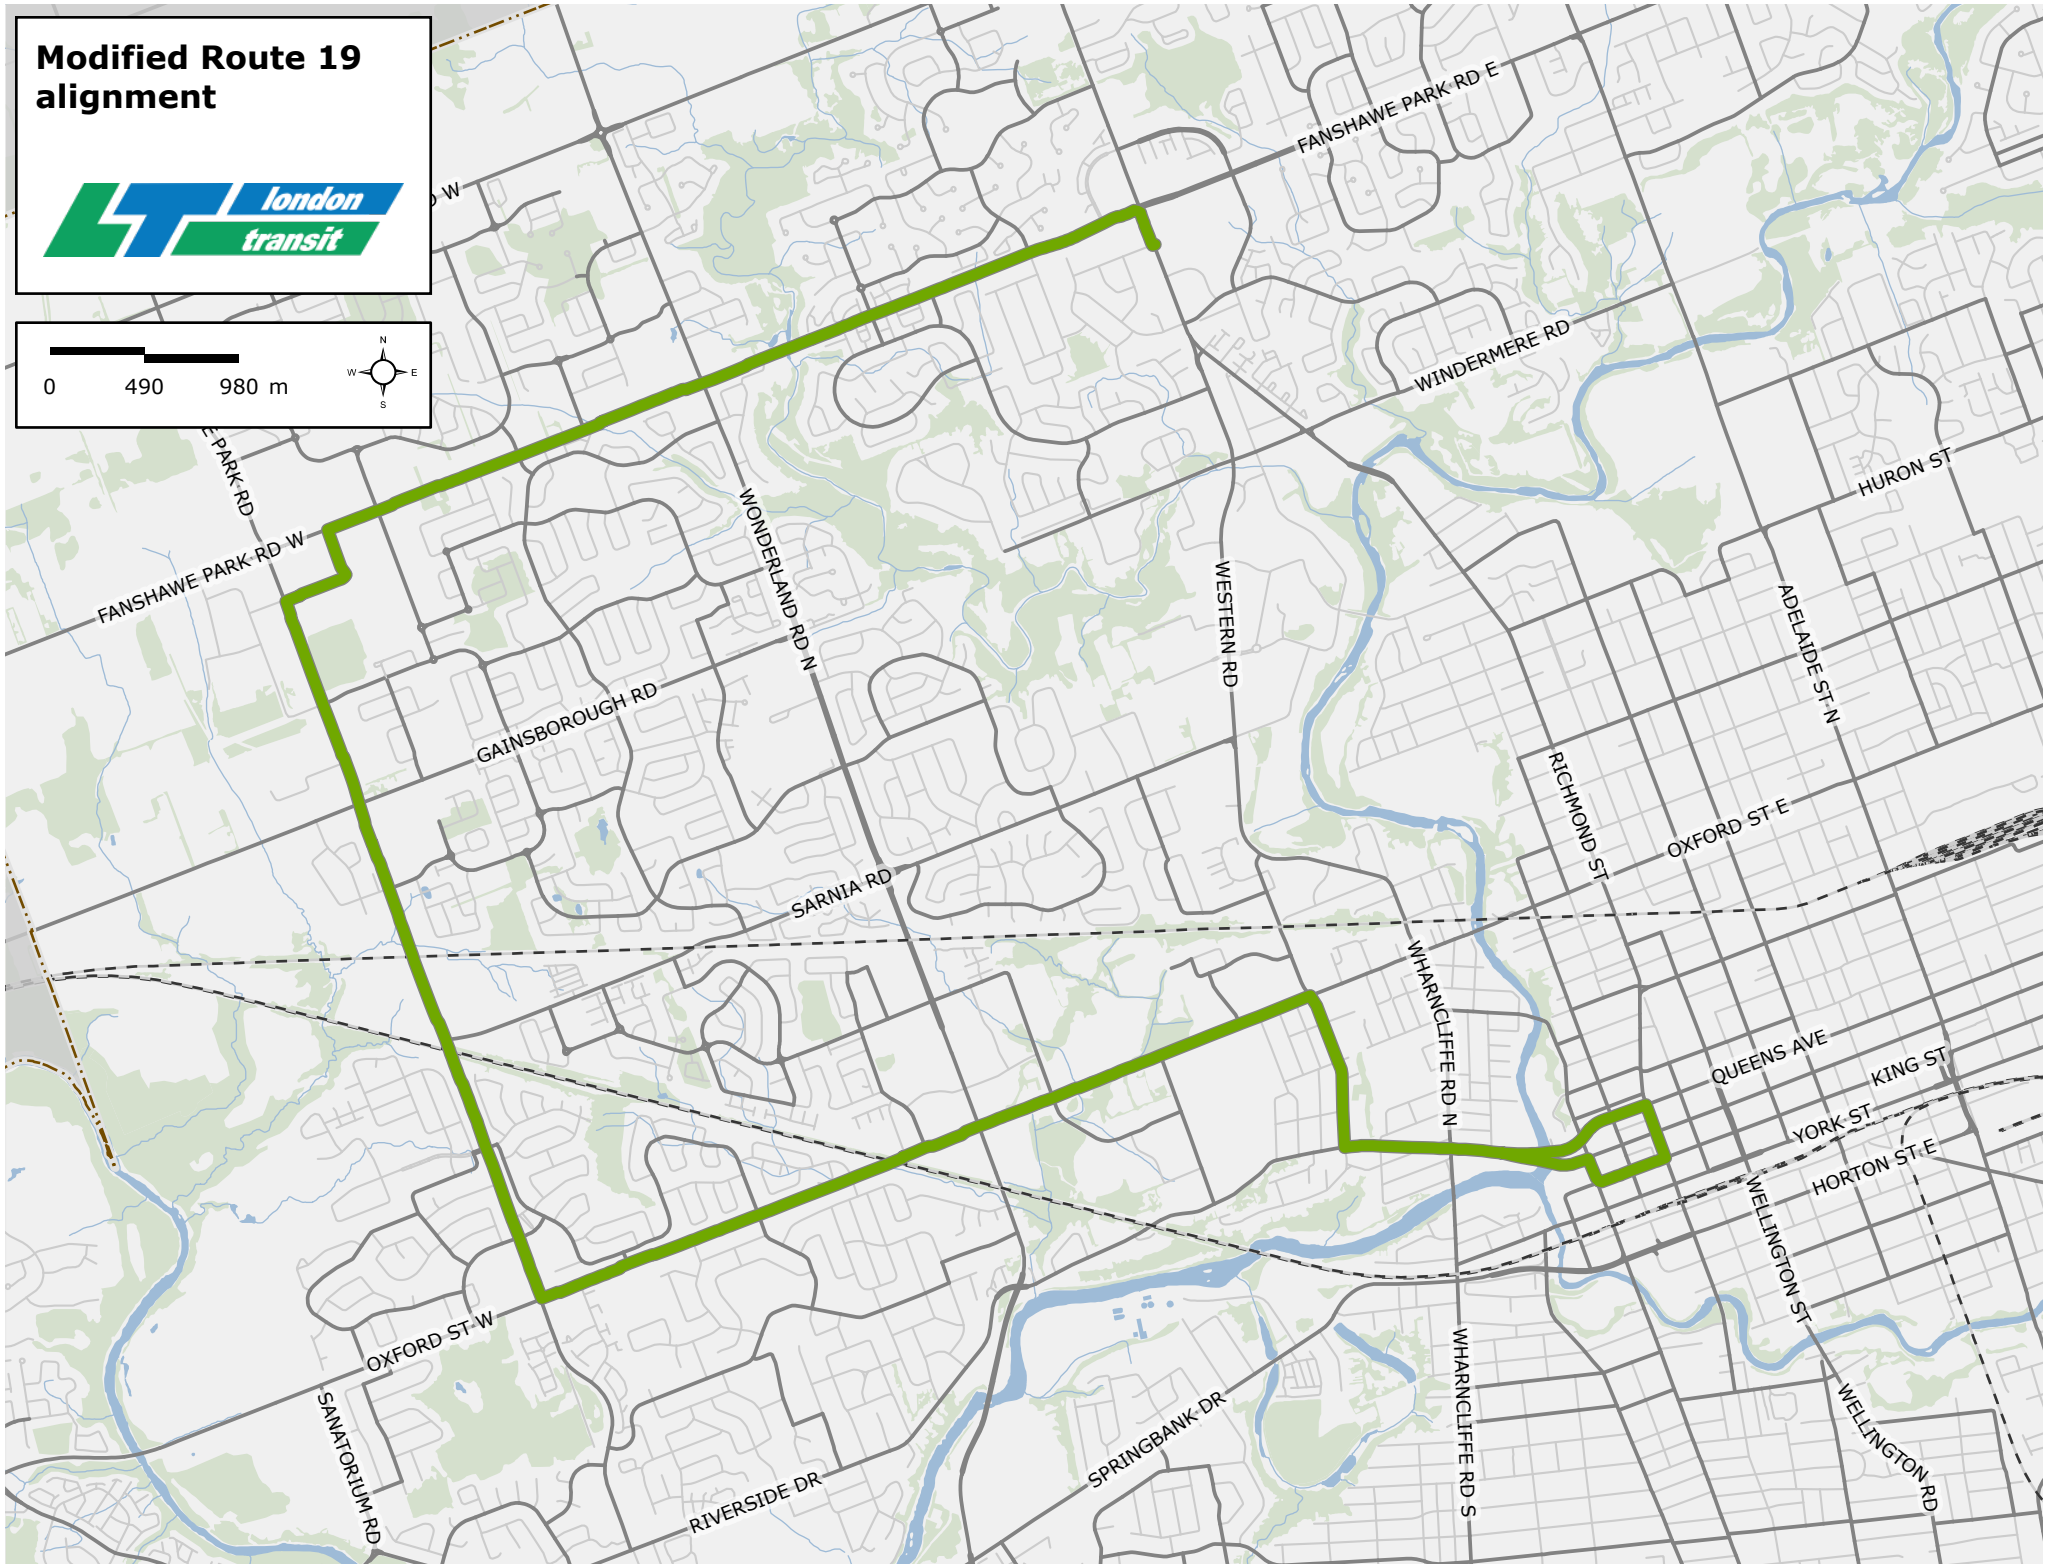 Modified Route 19
alignment
london
transit
0 490 980 m
N
W E
S
D W
E PARK RD
FANSHAWE PARK RD E
WINDERMERE RD
HURON ST
FANSHAWE PARK RD W
WONDERLAND RD N
WESTERN RD
ADELAIDE ST N
GAINSBOROUGH RD
RICHMOND ST
OXFORD ST E
SARNIA RD
WHARNCLIFFE RD N
QUEENS AVE
KING ST
YORK ST
HORTON ST E
WELLINGTON ST
OXFORD ST W
SANATORIUM RD
RIVERSIDE DR
SPRINGBANK DR
WHARNCLIFFE RD S
WELLINGTON RD